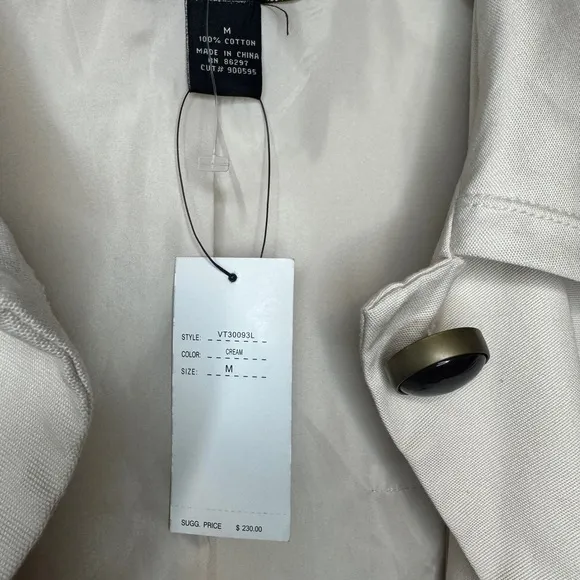 M
100% COTTON
MADE IN CHINA
RN 86297
CUT# 900595
STYLE: VT30093L
COLOR: CREAM
SIZE: M
SUGG. PRICE $ 230.00